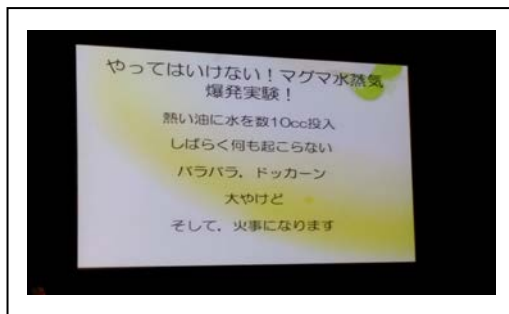 やってはいけない！マグマ水蒸気
爆発実験！
熱い油に水を数10cc投入
しばらく何も起こらない
バラバラ，ドッカーン
大やけど
そして，火事になります